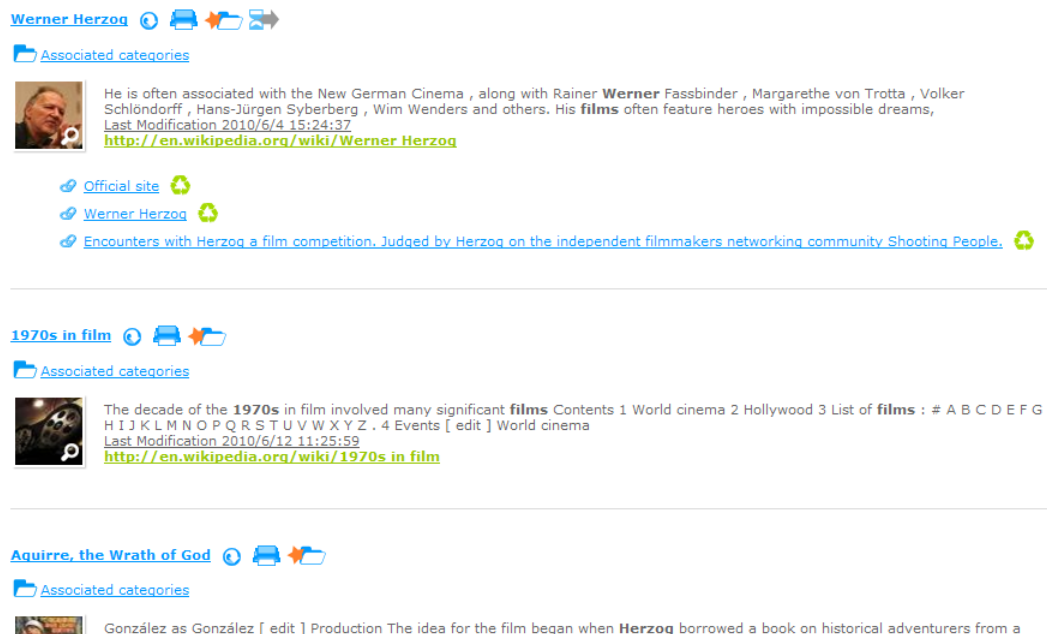 Werner Herzog
Associated categories
He is often associated with the New German Cinema , along with Rainer Werner Fassbinder , Margarethe von Trotta , Volker
Schlöndorff , Hans-Jürgen Syberberg , Wim Wenders and others. His films often feature heroes with impossible dreams,
Last Modification 2010/6/4 15:24:37
http://en.wikipedia.org/wiki/Werner Herzog
Official site
Werner Herzog
Encounters with Herzog a film competition. Judged by Herzog on the independent filmmakers networking community Shooting People.
1970s in film
Associated categories
The decade of the 1970s in film involved many significant films Contents 1 World cinema 2 Hollywood 3 List of films : # A B C D E F G
H I J K L M N O P Q R S T U V W X Y Z . 4 Events [ edit ] World cinema
Last Modification 2010/6/12 11:25:59
http://en.wikipedia.org/wiki/1970s in film
Aguirre, the Wrath of God
Associated categories
González as González [ edit ] Production The idea for the film began when Herzog borrowed a book on historical adventurers from a